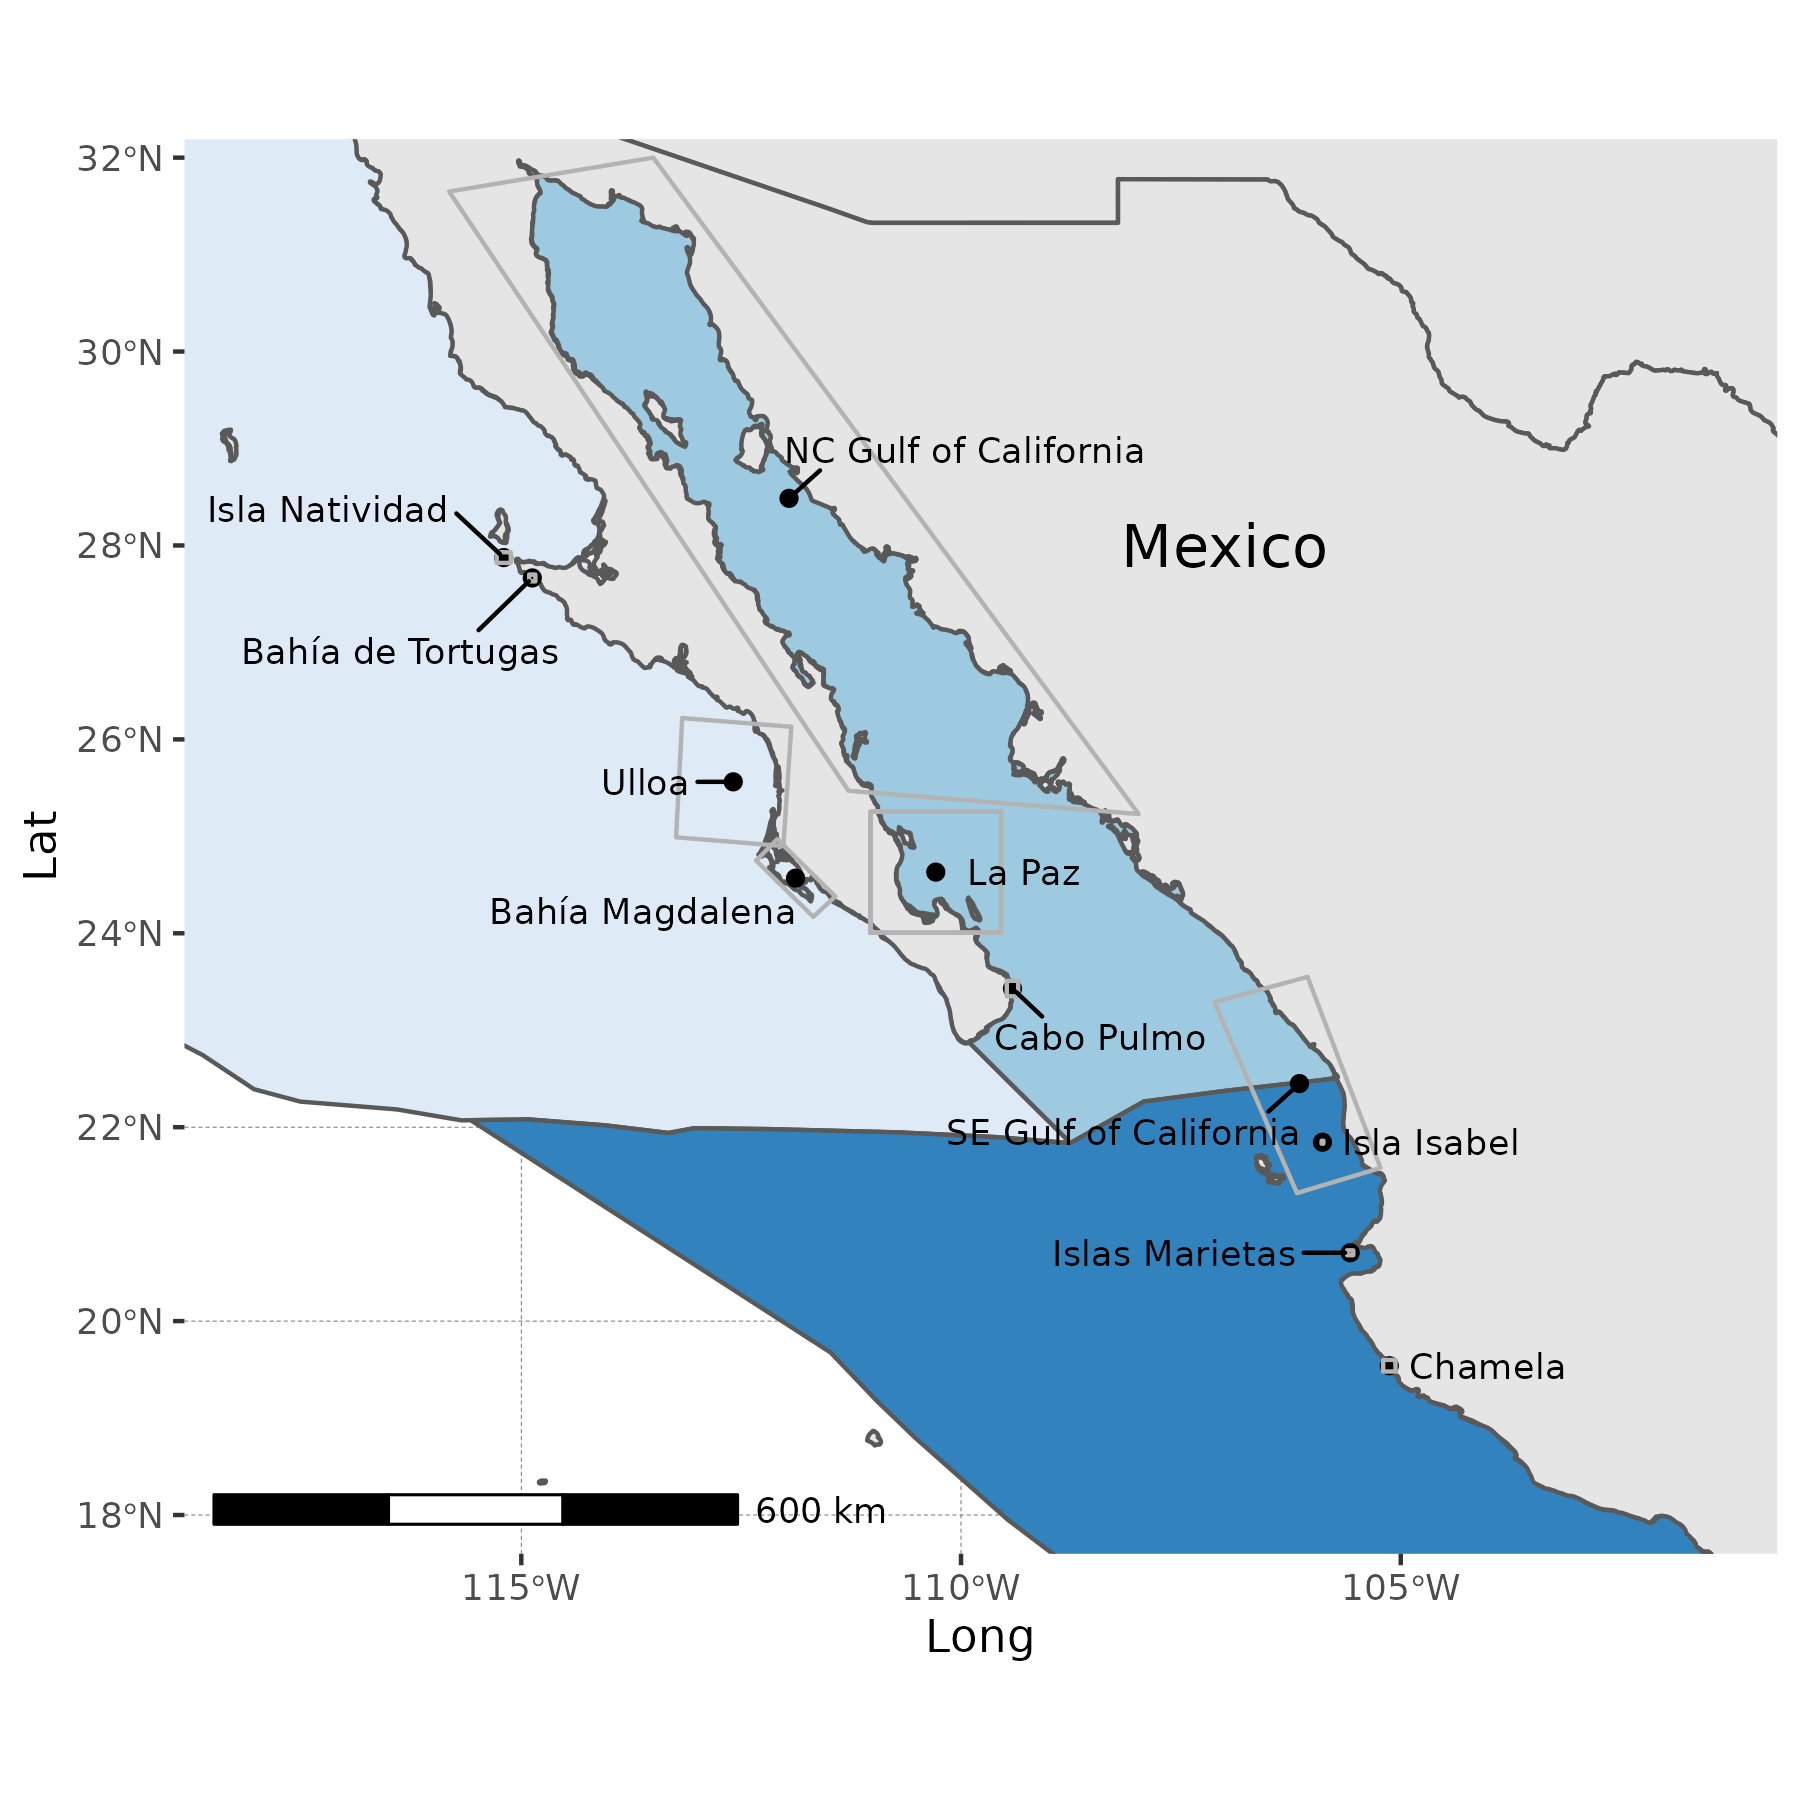 32°N
30°N
NC Gulf of California
Isla Natividad
Mexico
28°N
Bahía de Tortugas
26°N
Ulloa
Lat
La Paz
Bahía Magdalena
24°N
Cabo Pulmo
22°N
SE Gulf of California
Isla Isabel
Islas Marietas
20°N
Chamela
18°N
600 km
115°W
110°W
105°W
Long